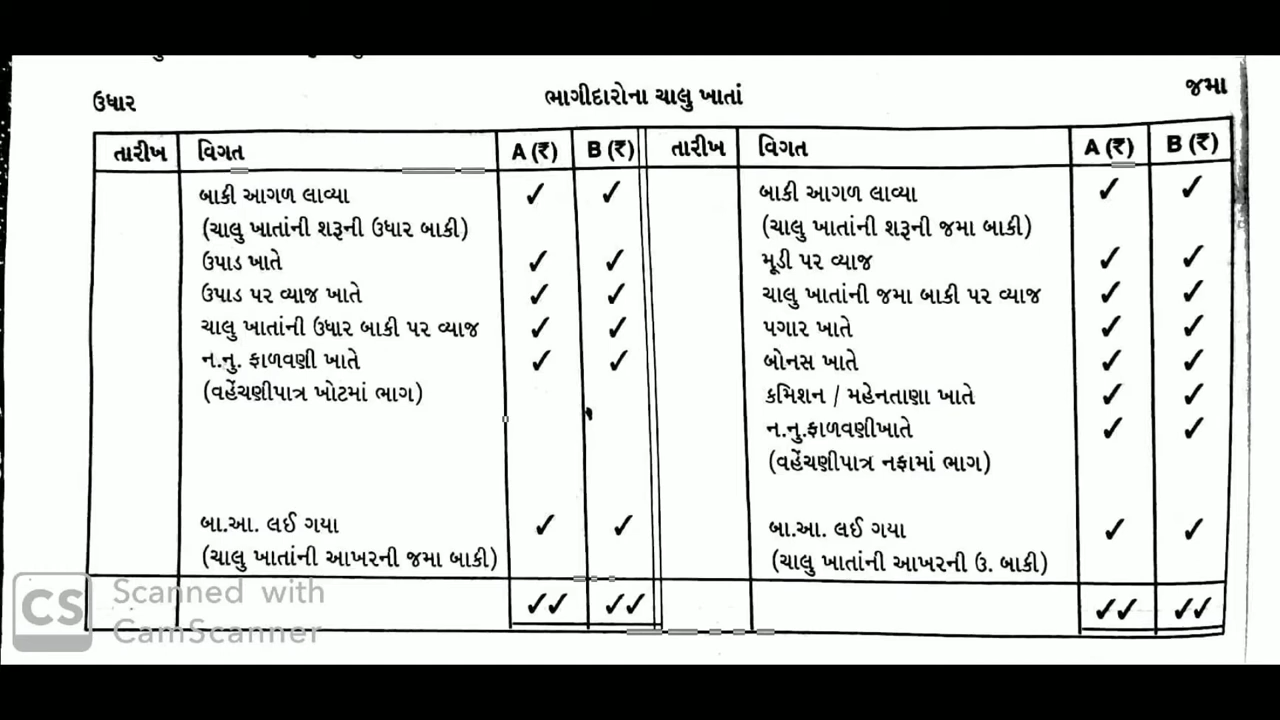 ઉધાર ભાગીદારોના ચાલુ ખાતાં જમા
તારીખ વિગત A (₹) B (₹) તારીખ વિગત A (₹) B (₹)
બાકી આગળ લાવ્યા ✓ ✓ બાકી આગળ લાવ્યા ✓ ✓
(ચાલુ ખાતાંની શરૂની ઉધાર બાકી) (ચાલુ ખાતાંની શરૂની જમા બાકી)
ઉપાડ ખાતે ✓ ✓ મૂડી પર વ્યાજ ✓ ✓
ઉપાડ પર વ્યાજ ખાતે ✓ ✓ ચાલુ ખાતાંની જમા બાકી પર વ્યાજ ✓ ✓
ચાલુ ખાતાંની ઉધાર બાકી પર વ્યાજ ✓ ✓ પગાર ખાતે ✓ ✓
ન.નુ. ફાળવણી ખાતે ✓ ✓ બોનસ ખાતે ✓ ✓
(વહેંચણીપાત્ર ખોટમાં ભાગ) કમિશન / મહેનતાણા ખાતે ✓ ✓
ન.નુ.ફાળવણીખાતે ✓ ✓
(વહેંચણીપાત્ર નફામાં ભાગ)
બા.આ. લઈ ગયા ✓ ✓ બા.આ. લઈ ગયા ✓ ✓
(ચાલુ ખાતાંની આખરની જમા બાકી) (ચાલુ ખાતાંની આખરની ઉ. બાકી)
✓✓ ✓✓ ✓✓ ✓✓
CS Scanned with
CamScanner